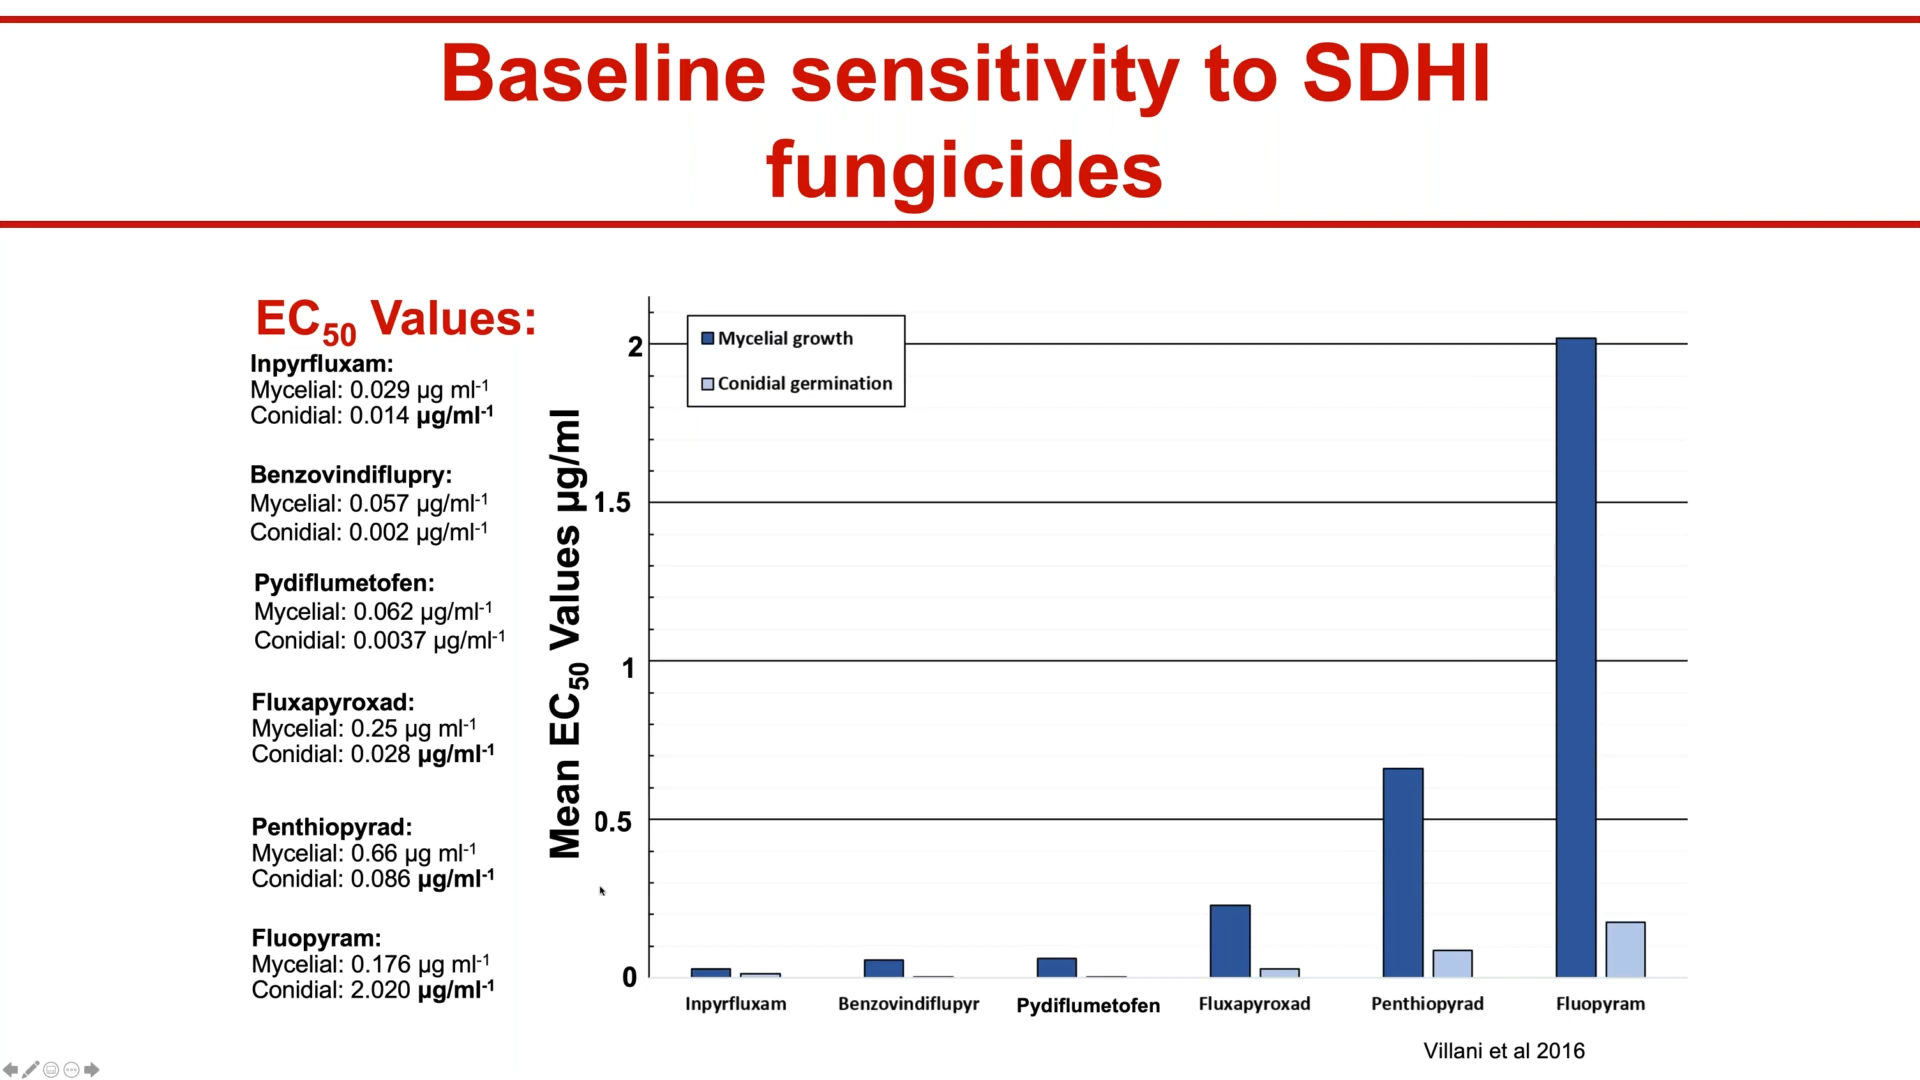 Baseline sensitivity to SDHI
fungicides
EC50 Values:
Inpyrfluxam:
Mycelial: 0.029 µg ml-1
Conidial: 0.014 µg/ml-1
Benzovindiflupry:
Mycelial: 0.057 µg/ml-1
Conidial: 0.002 µg/ml-1
Pydiflumetofen:
Mycelial: 0.062 µg/ml-1
Conidial: 0.0037 µg/ml-1
Fluxapyroxad:
Mycelial: 0.25 µg ml-1
Conidial: 0.028 µg/ml-1
Penthiopyrad:
Mycelial: 0.66 µg ml-1
Conidial: 0.086 µg/ml-1
Fluopyram:
Mycelial: 0.176 µg ml-1
Conidial: 2.020 µg/ml-1
Mean EC50 Values µg/ml
2
1.5
1
0.5
0
Mycelial growth
Conidial germination
Inpyrfluxam
Benzovindiflupyr
Pydiflumetofen
Fluxapyroxad
Penthiopyrad
Fluopyram
Villani et al 2016